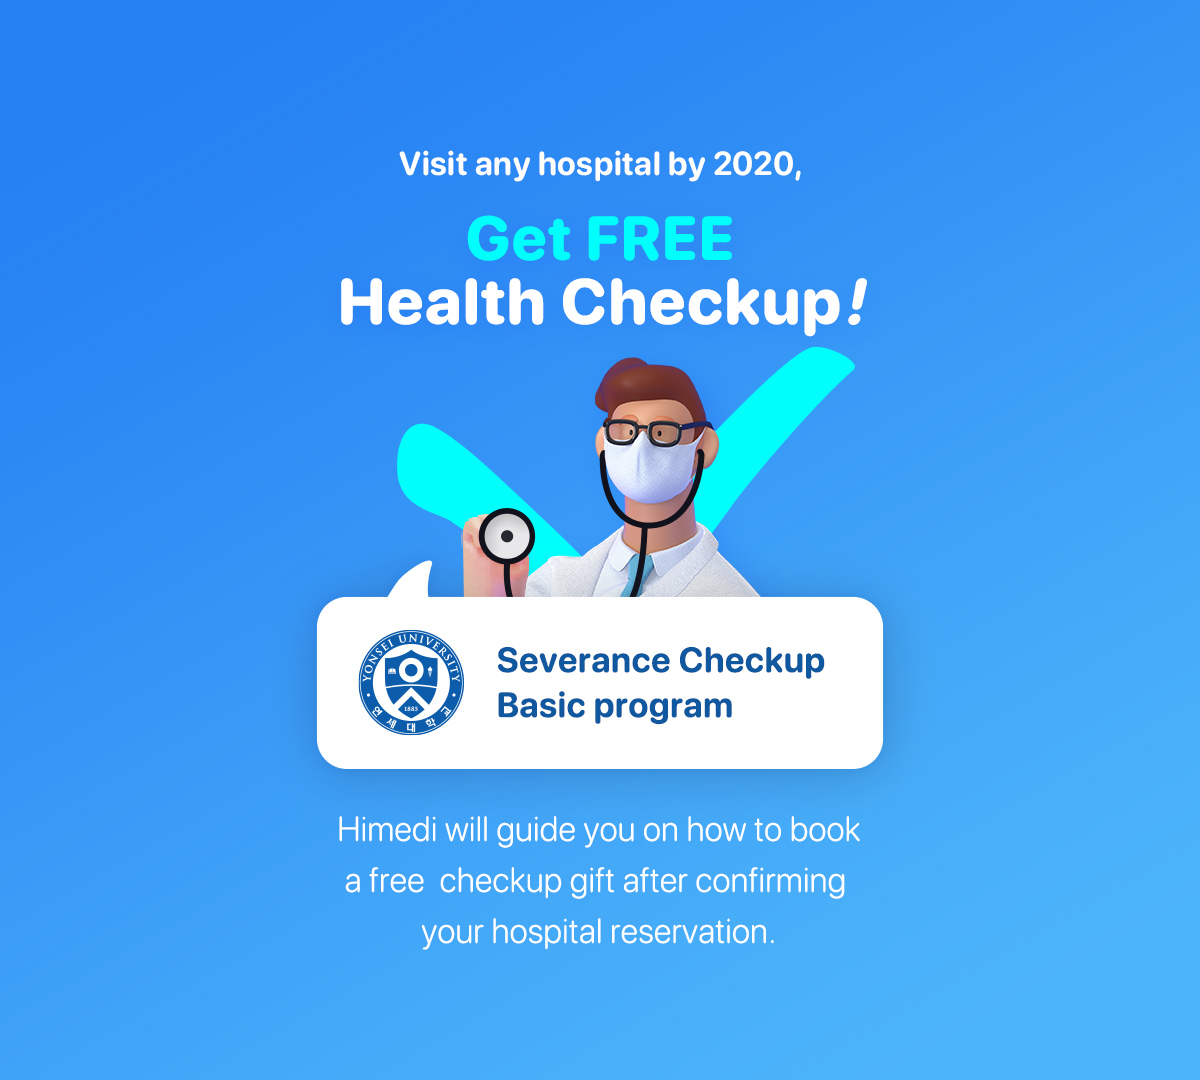 Visit any hospital by 2020,
Get FREE
Health Checkup!
YONSEI UNIVERSITY
1885
연세대학교
Severance Checkup
Basic program
Himedi will guide you on how to book
a free checkup gift after confirming
your hospital reservation.